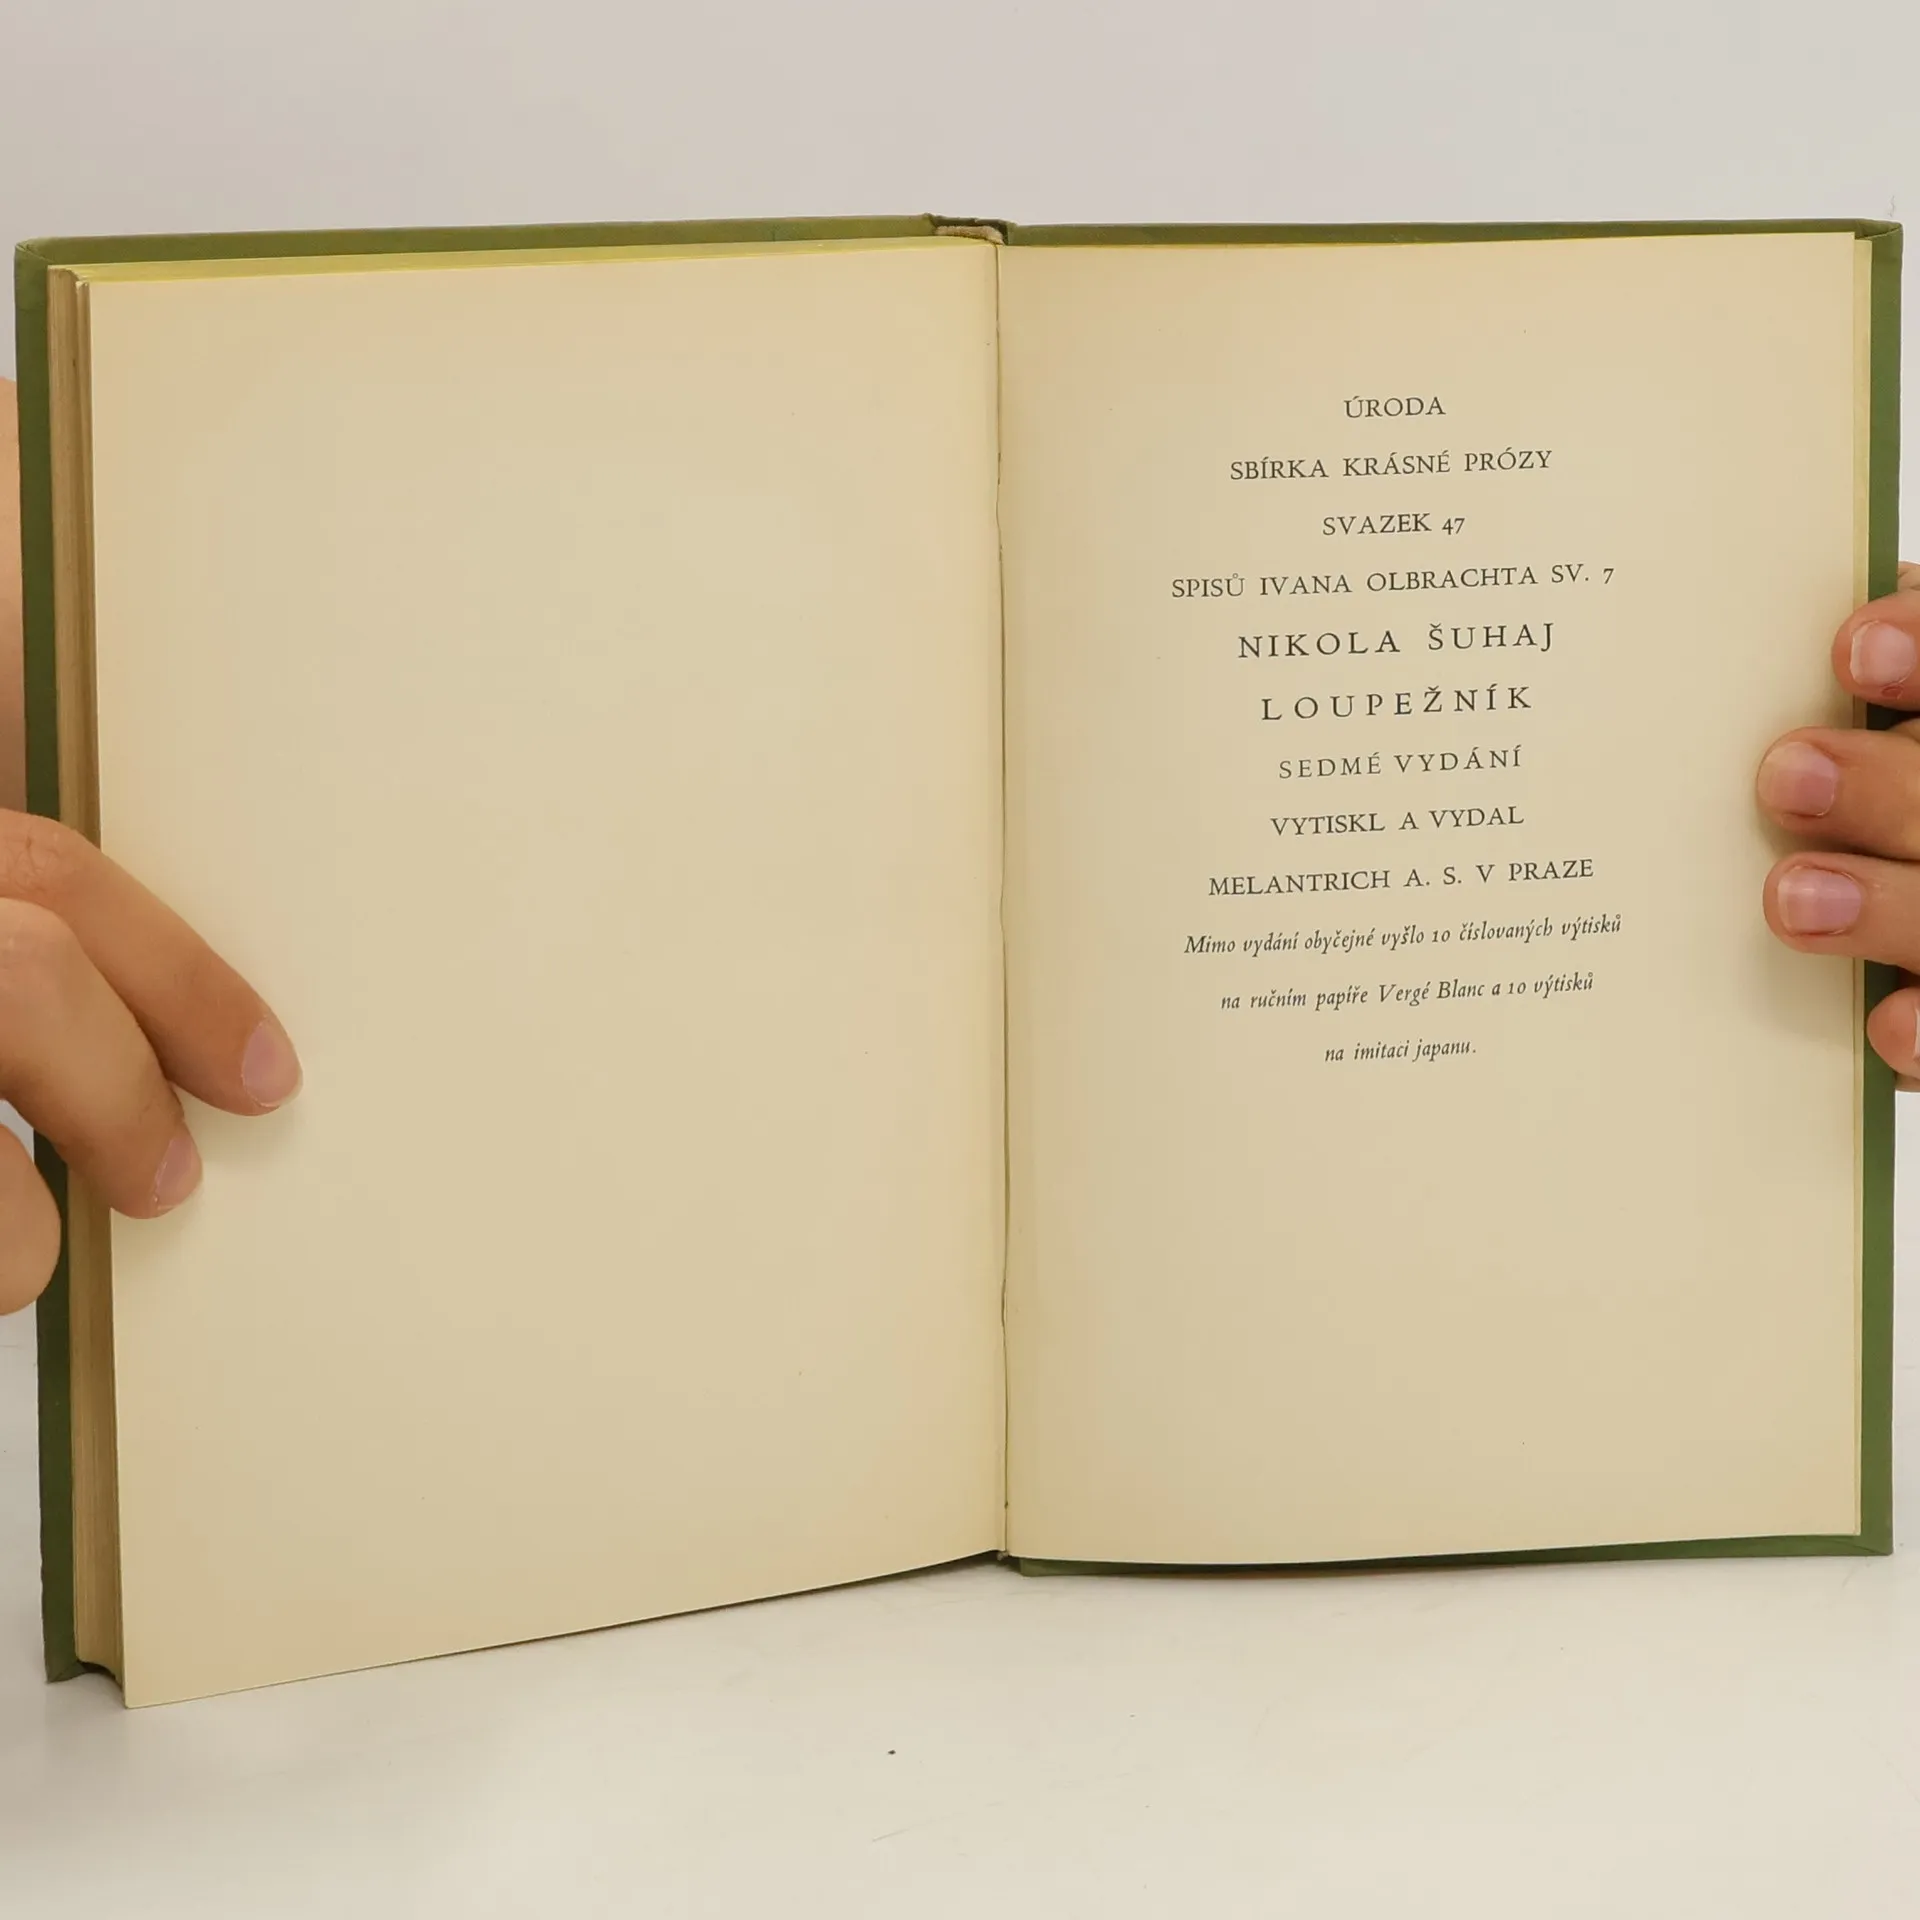 ÚRODA
SBÍRKA KRÁSNÉ PRÓZY
SVAZEK 47
SPISŮ IVANA OLBRACHTA SV. 7
NIKOLA ŠUHAJ
LOUPEŽNÍK
SEDMÉ VYDÁNÍ
VYTISKL A VYDAL
MELANTRICH A. S. V PRAZE
Mimo vydání obyčejné vyšlo 10 číslovaných výtisků
na ručním papíře Vergé Blanc a 10 výtisků
na imitaci japanu.